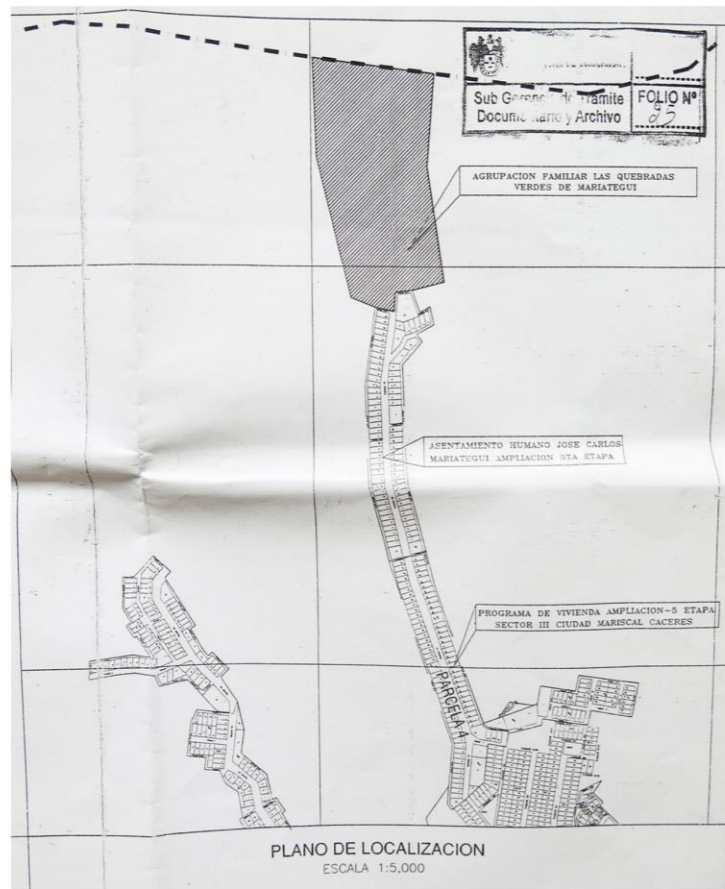 Sub Gerencia de Tramite
Documentario y Archivo
FOLIO Nº
AGRUPACION FAMILIAR LAS QUEBRADAS
VERDES DE MARIATEGUI
ASENTAMIENTO HUMANO JOSE CARLOS
MARIATEGUI AMPLIACION 5TA ETAPA
PROGRAMA DE VIVIENDA AMPLIACION-5 ETAPA
SECTOR III CIUDAD MARISCAL CACERES
PARCELA 4
PLANO DE LOCALIZACION
ESCALA 1:5,000